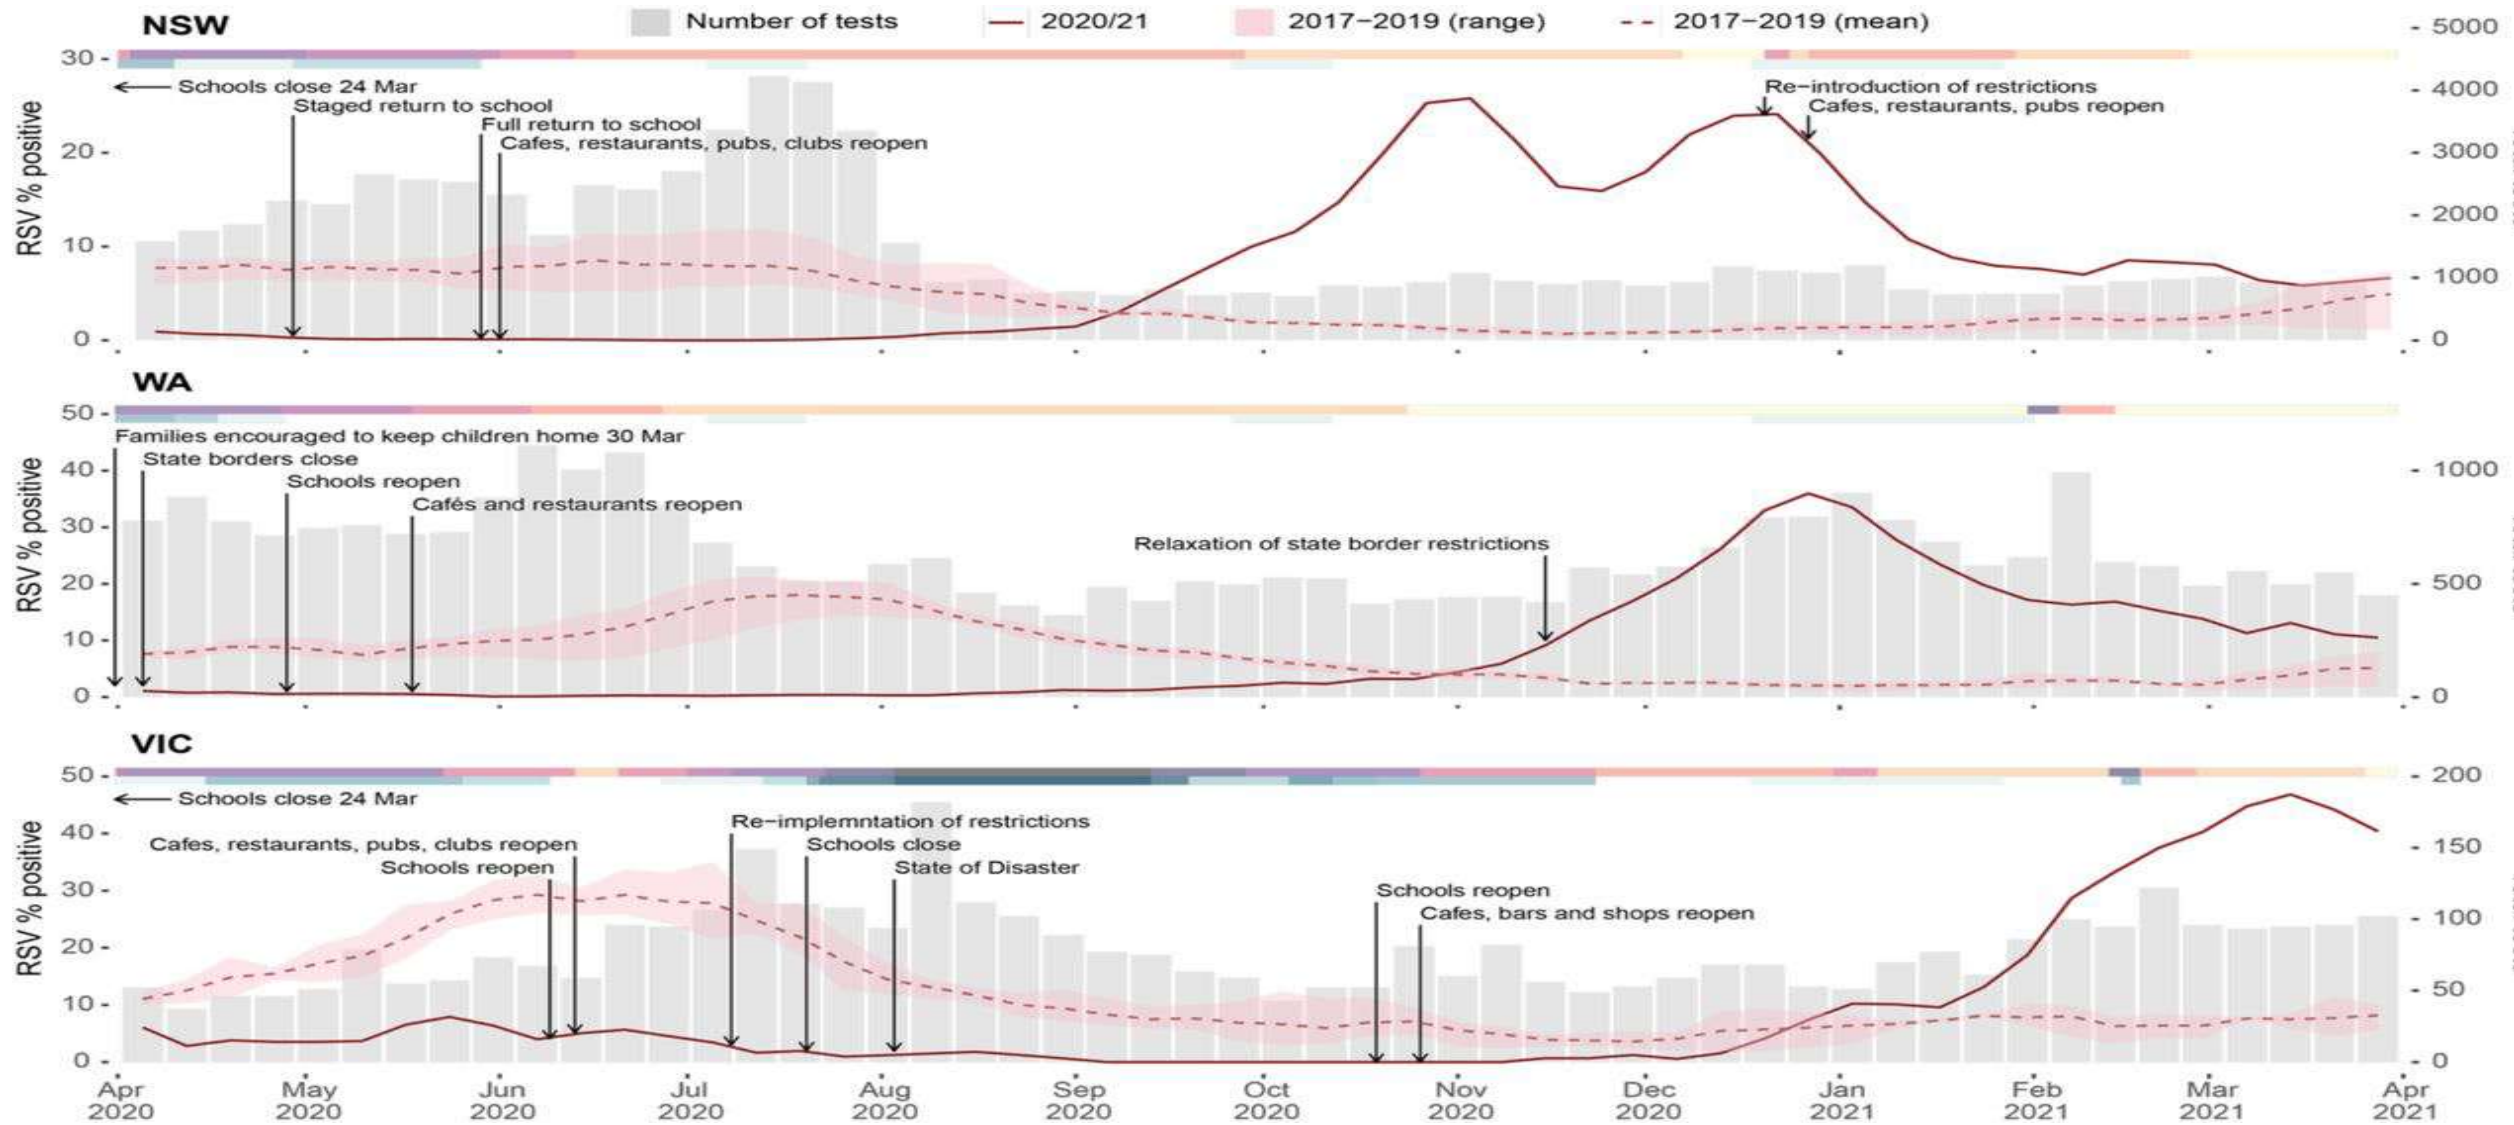 NSW
Number of tests
2020/21
2017−2019 (range)
2017−2019 (mean)
RSV % positive
30
20
10
0
5000
4000
3000
2000
1000
0
Schools close 24 Mar
Staged return to school
Full return to school
Cafes, restaurants, pubs, clubs reopen
Re−introduction of restrictions
Cafes, restaurants, pubs reopen
WA
RSV % positive
50
40
30
20
10
0
1000
500
0
Families encouraged to keep children home 30 Mar
State borders close
Schools reopen
Cafés and restaurants reopen
Relaxation of state border restrictions
VIC
RSV % positive
50
40
30
20
10
0
200
150
100
50
0
Schools close 24 Mar
Cafes, restaurants, pubs, clubs reopen
Schools reopen
Re−implemntation of restrictions
Schools close
State of Disaster
Schools reopen
Cafes, bars and shops reopen
Apr May Jun Jul Aug Sep Oct Nov Dec Jan Feb Mar Apr
2020 2020 2020 2020 2020 2020 2020 2020 2020 2021 2021 2021 2021